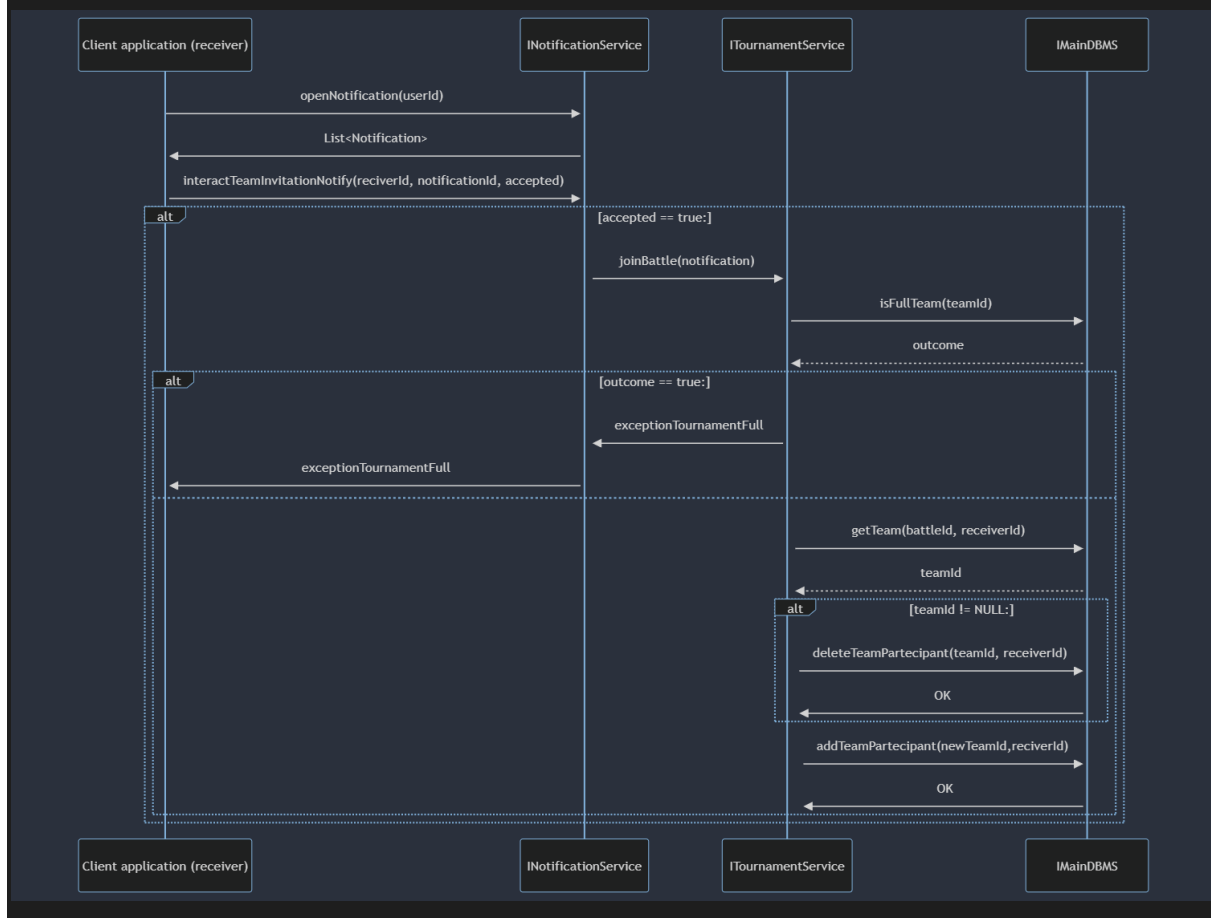 Client application (receiver)
INotificationService
ITournamentService
IMainDBMS
openNotification(userId)
List<Notification>
interactTeamInvitationNotify(reciverId, notificationId, accepted)
alt
[accepted == true:]
joinBattle(notification)
isFullTeam(teamId)
outcome
alt
[outcome == true:]
exceptionTournamentFull
exceptionTournamentFull
getTeam(battleId, receiverId)
teamId
alt
[teamId != NULL:]
deleteTeamPartecipant(teamId, receiverId)
OK
addTeamPartecipant(newTeamId,reciverId)
OK
Client application (receiver)
INotificationService
ITournamentService
IMainDBMS